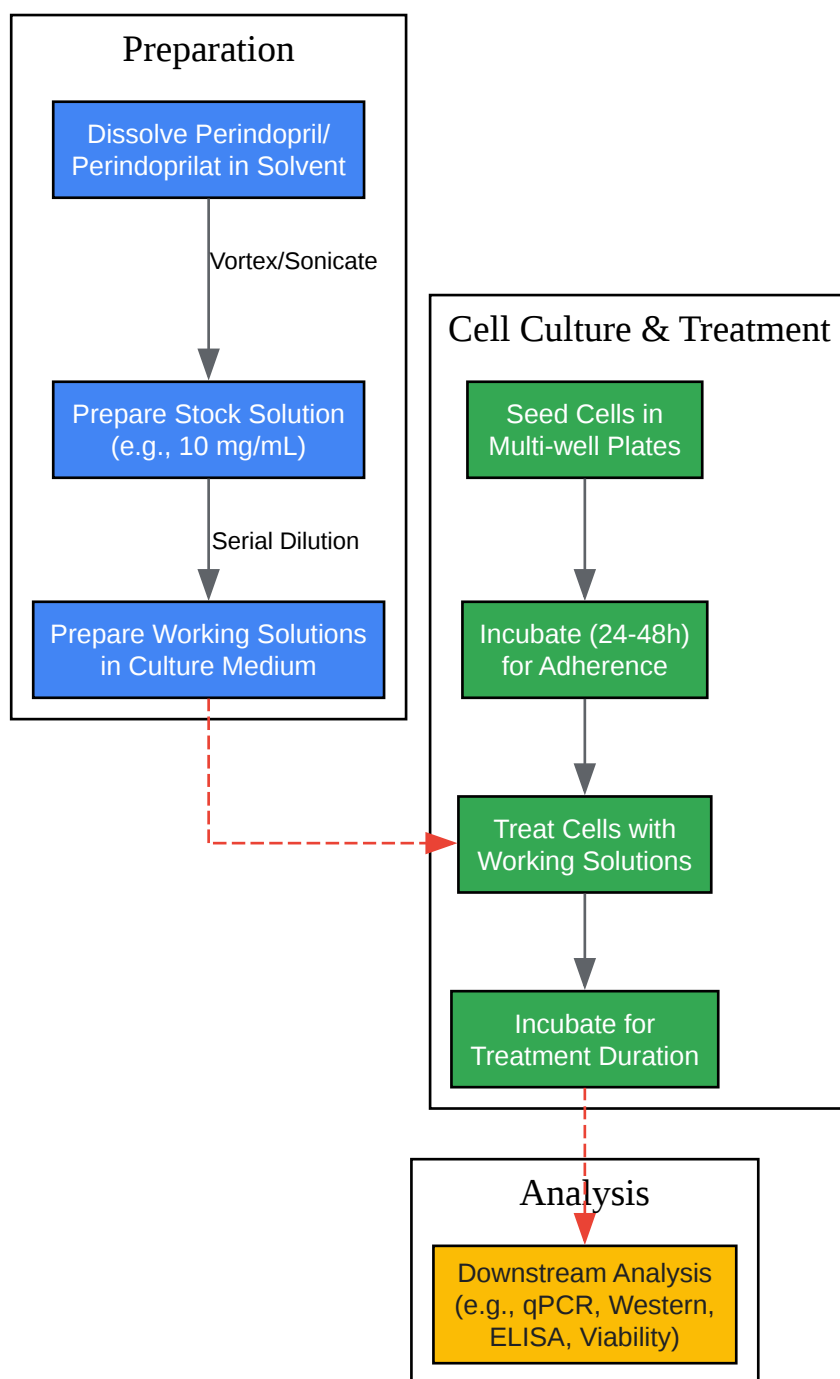 Preparation
Dissolve Perindopril/
Perindoprilat in Solvent
Vortex/Sonicate
Prepare Stock Solution
(e.g., 10 mg/mL)
Serial Dilution
Prepare Working Solutions
in Culture Medium
Cell Culture & Treatment
Seed Cells in
Multi-well Plates
Incubate (24-48h)
for Adherence
Treat Cells with
Working Solutions
Incubate for
Treatment Duration
Analysis
Downstream Analysis
(e.g., qPCR, Western,
ELISA, Viability)